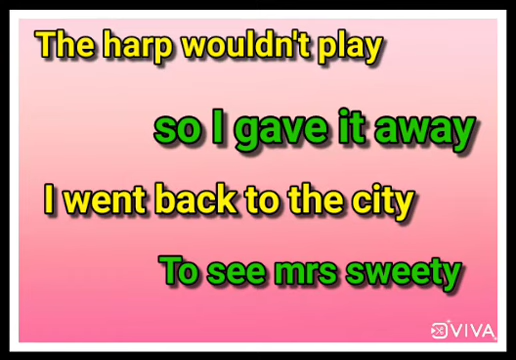 The harp wouldn't play
so I gave it away
I went back to the city
To see mrs sweety
VIVA